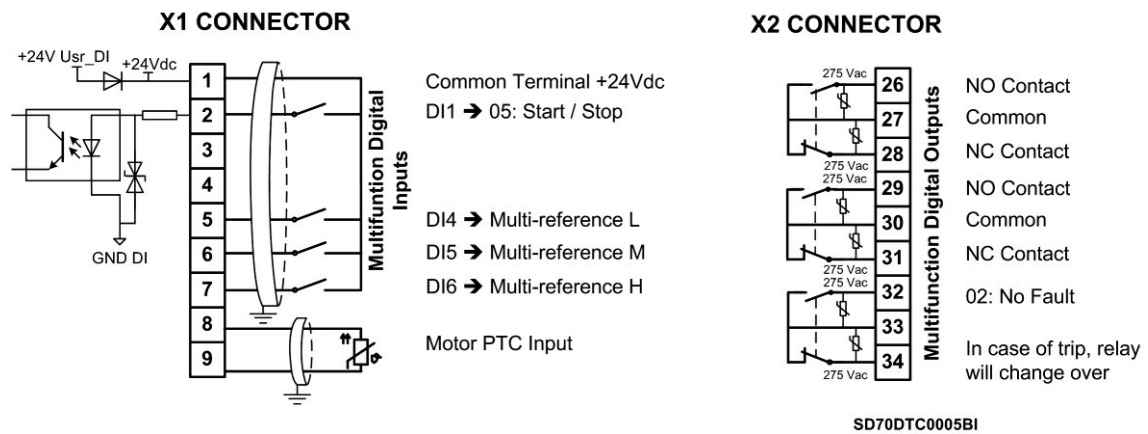 X1 CONNECTOR
+24V Usr_DI
+24Vdc
GND DI
1
2
3
4
5
6
7
8
9
Multifuntion Digital
Inputs
Common Terminal +24Vdc
DI1 → 05: Start / Stop
DI4 → Multi-reference L
DI5 → Multi-reference M
DI6 → Multi-reference H
Motor PTC Input
X2 CONNECTOR
275 Vac
275 Vac
275 Vac
275 Vac
275 Vac
275 Vac
26
27
28
29
30
31
32
33
34
Multifunction Digital Outputs
NO Contact
Common
NC Contact
NO Contact
Common
NC Contact
02: No Fault
In case of trip, relay
will change over
SD70DTC0005BI